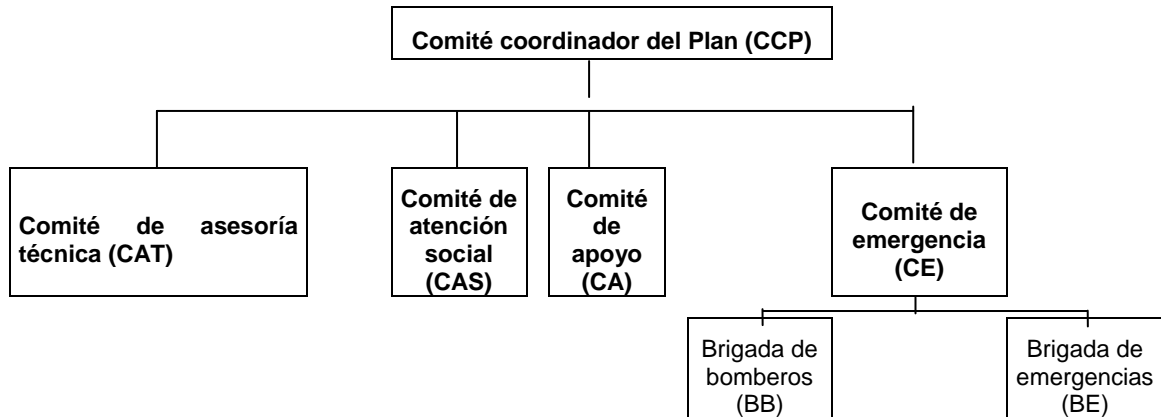 Comité coordinador del Plan (CCP)
Comité de asesoría
técnica (CAT)
Comité de
atención
social
(CAS)
Comité
de
apoyo
(CA)
Comité de
emergencia
(CE)
Brigada de
bomberos
(BB)
Brigada de
emergencias
(BE)